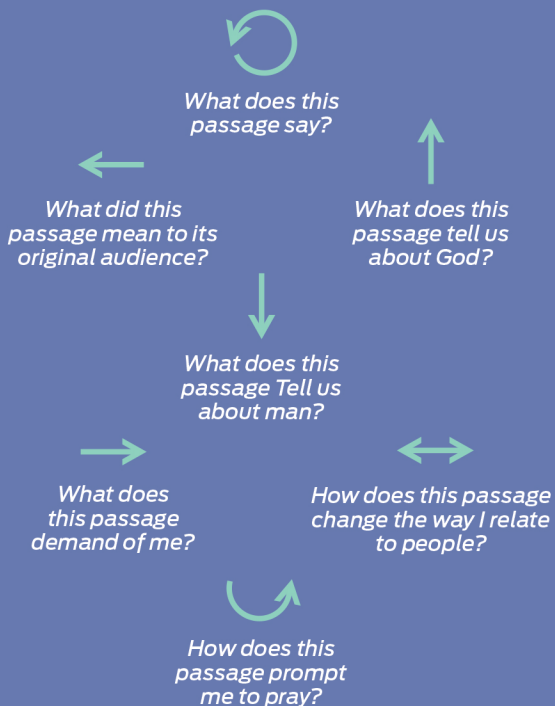 What does this
passage say?
What did this
passage mean to its
original audience?
What does this
passage tell us
about God?
What does this
passage Tell us
about man?
What does
this passage
demand of me?
How does this passage
change the way I relate
to people?
How does this
passage prompt
me to pray?